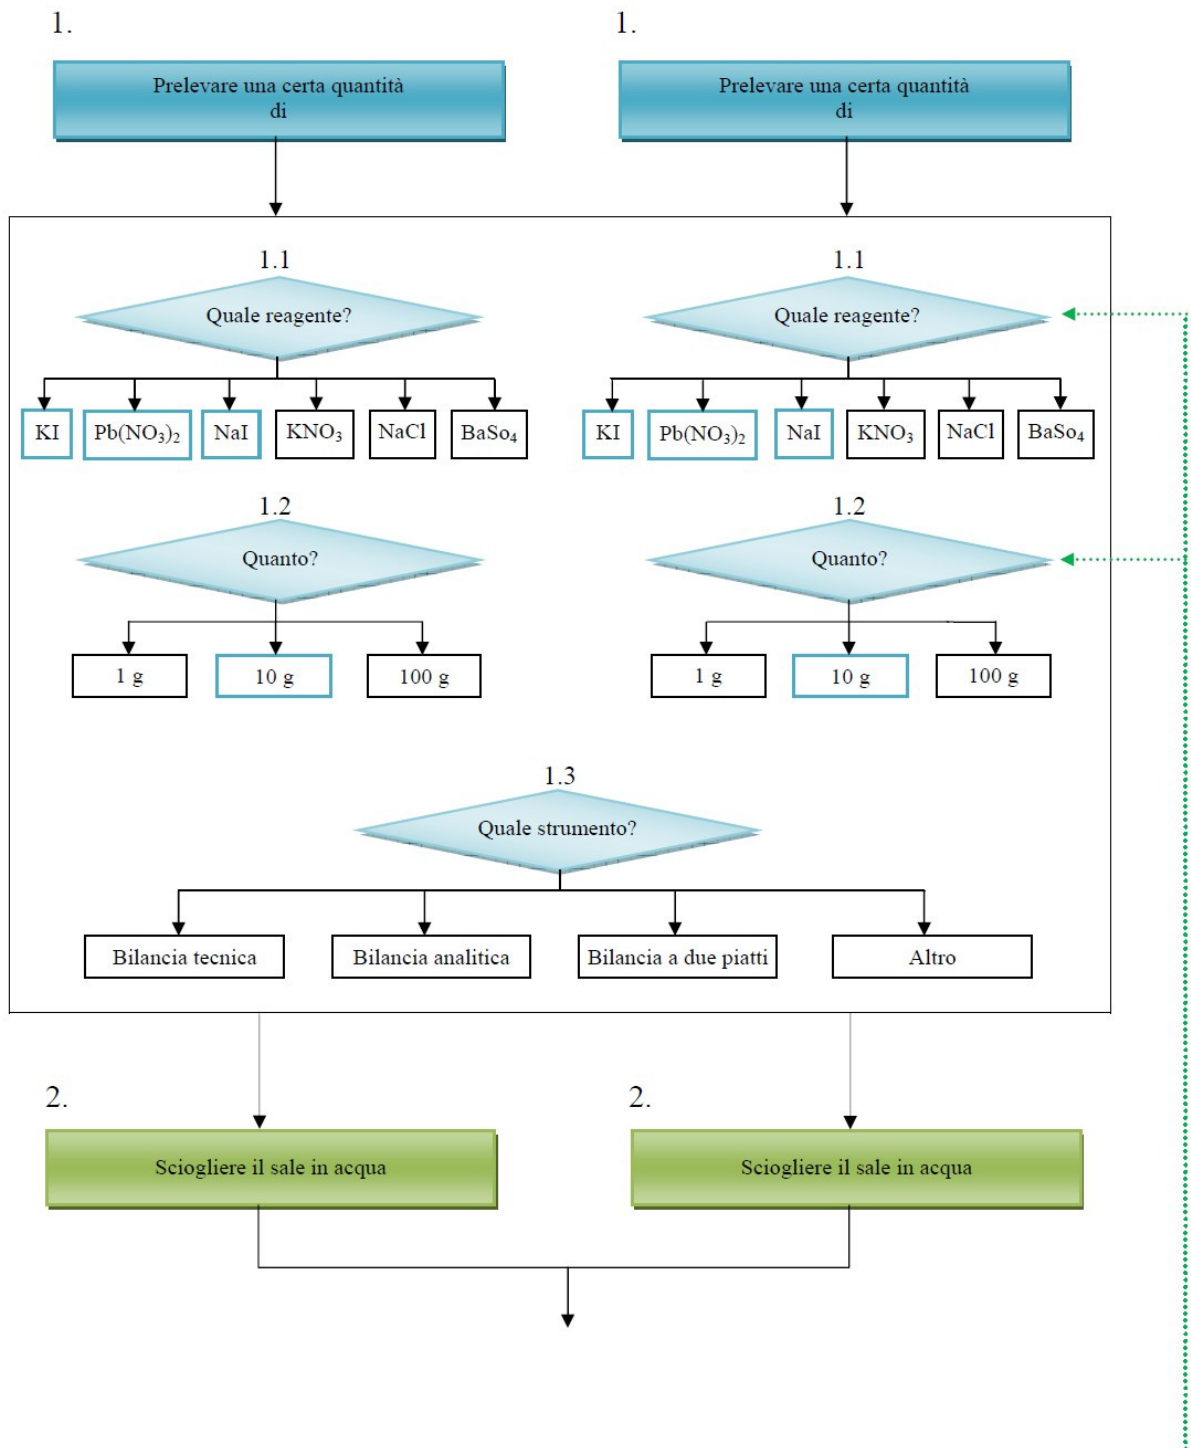 1.
1.
Prelevare una certa quantità
di
Prelevare una certa quantità
di
1.1
1.1
Quale reagente?
Quale reagente?
KI
Pb(NO₃)₂
NaI
KNO₃
NaCl
BaSo₄
KI
Pb(NO₃)₂
NaI
KNO₃
NaCl
BaSo₄
1.2
1.2
Quanto?
Quanto?
1 g
10 g
100 g
1 g
10 g
100 g
1.3
Quale strumento?
Bilancia tecnica
Bilancia analitica
Bilancia a due piatti
Altro
2.
2.
Sciogliere il sale in acqua
Sciogliere il sale in acqua